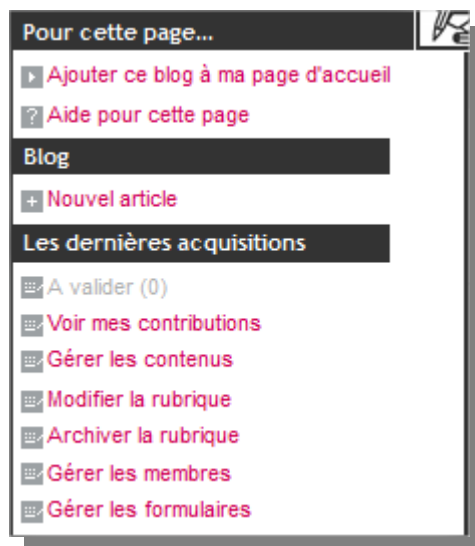 Pour cette page...
Ajouter ce blog à ma page d'accueil
Aide pour cette page
Blog
Nouvel article
Les dernières acquisitions
A valider (0)
Voir mes contributions
Gérer les contenus
Modifier la rubrique
Archiver la rubrique
Gérer les membres
Gérer les formulaires